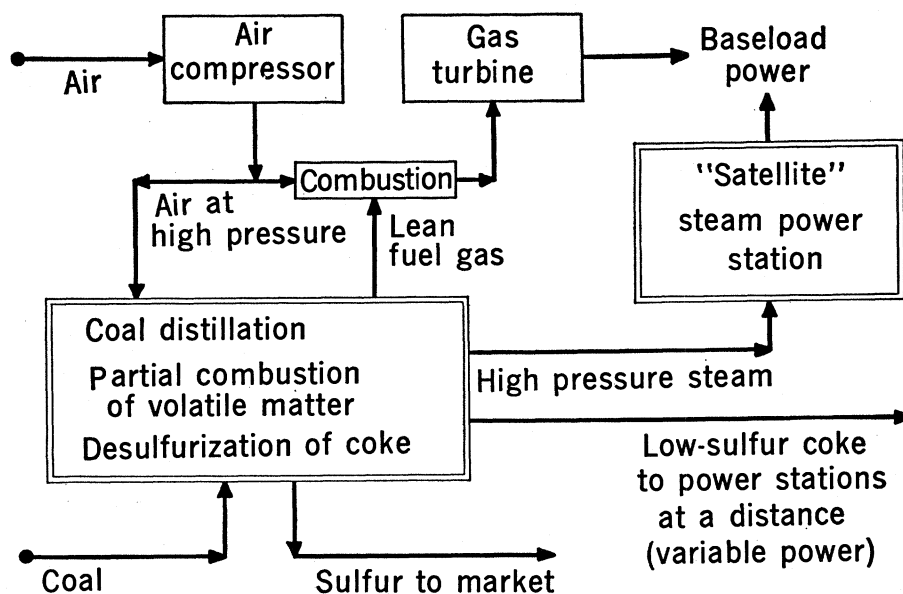 Air
compressor
Gas
turbine
Baseload
power
Air
"Satellite"
steam power
station
Combustion
Air at
high pressure
Lean
fuel gas
Coal distillation
Partial combustion
of volatile matter
Desulfurization of coke
High pressure steam
Low-sulfur coke
to power stations
at a distance
(variable power)
Coal
Sulfur to market